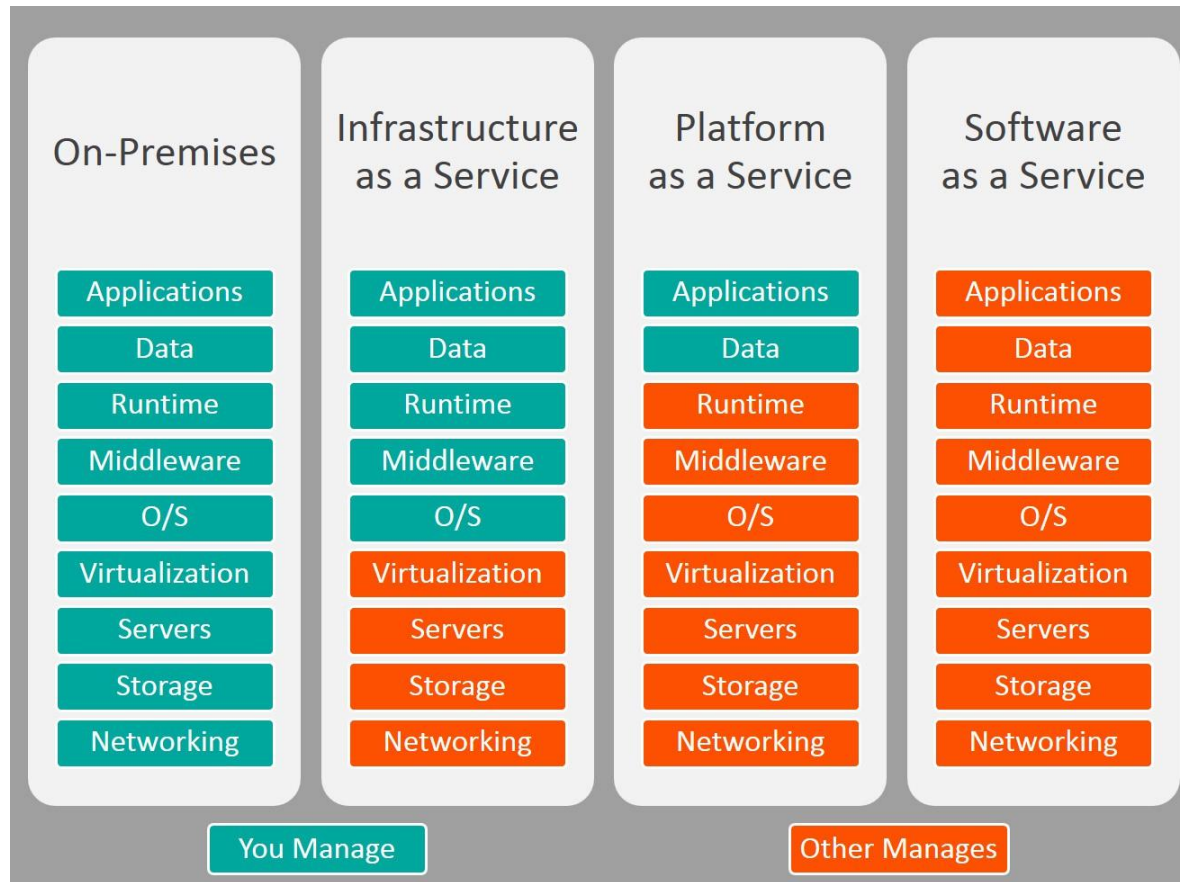 On-Premises
Applications
Data
Runtime
Middleware
O/S
Virtualization
Servers
Storage
Networking
Infrastructure
as a Service
Applications
Data
Runtime
Middleware
O/S
Virtualization
Servers
Storage
Networking
Platform
as a Service
Applications
Data
Runtime
Middleware
O/S
Virtualization
Servers
Storage
Networking
Software
as a Service
Applications
Data
Runtime
Middleware
O/S
Virtualization
Servers
Storage
Networking
You Manage
Other Manages